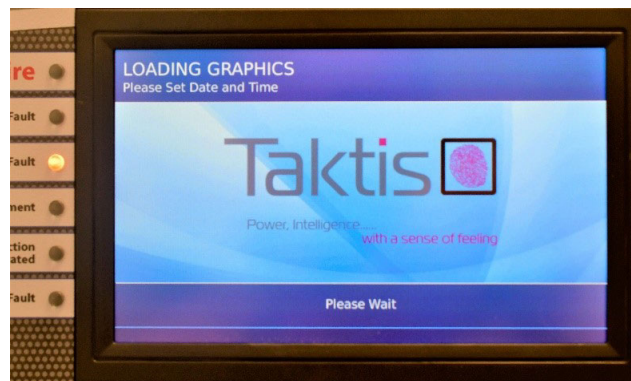 re
Fault
Fault
ment
ction
ated
Fault
LOADING GRAPHICS
Please Set Date and Time
Taktis
Power, Intelligence....
with a sense of feeling
Please Wait